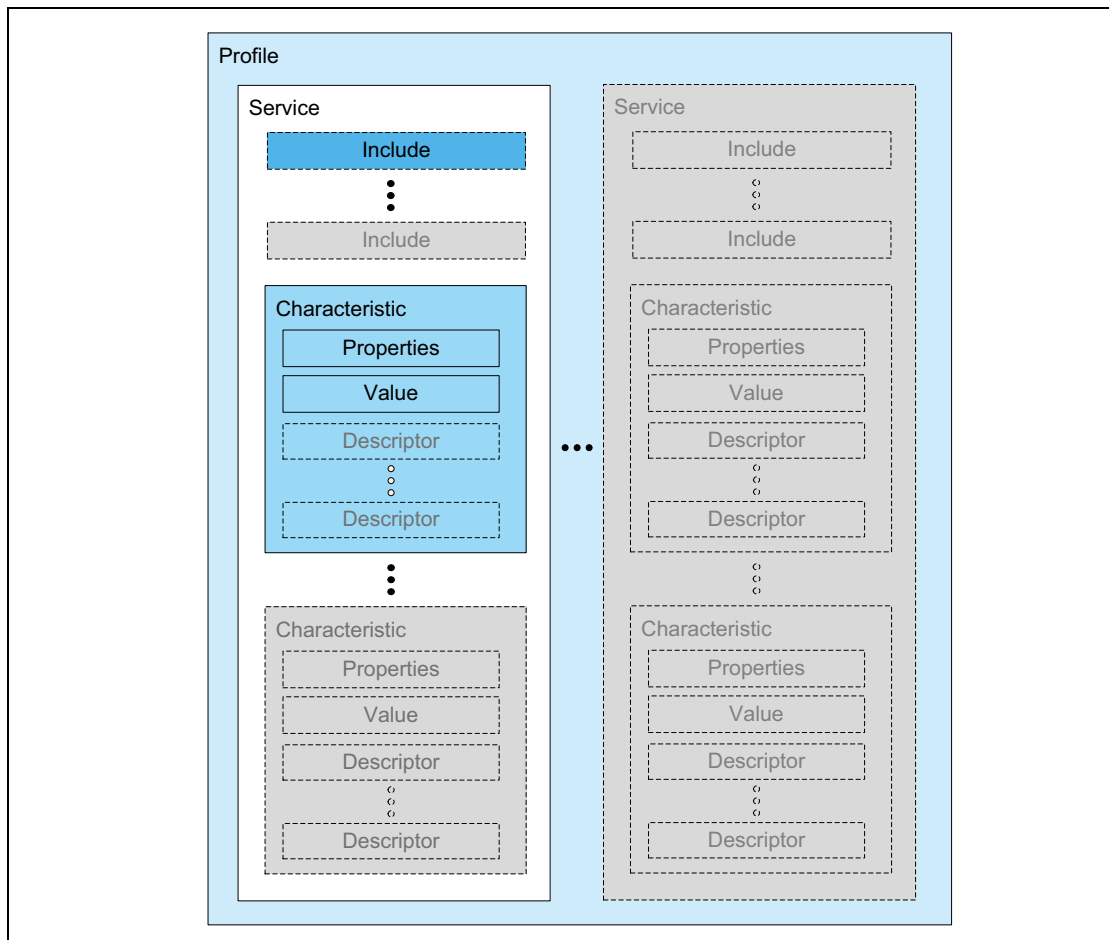 Profile
Service
Include
Include
Characteristic
Properties
Value
Descriptor
Descriptor
Characteristic
Properties
Value
Descriptor
Descriptor
Service
Include
Include
Characteristic
Properties
Value
Descriptor
Descriptor
Characteristic
Properties
Value
Descriptor
Descriptor